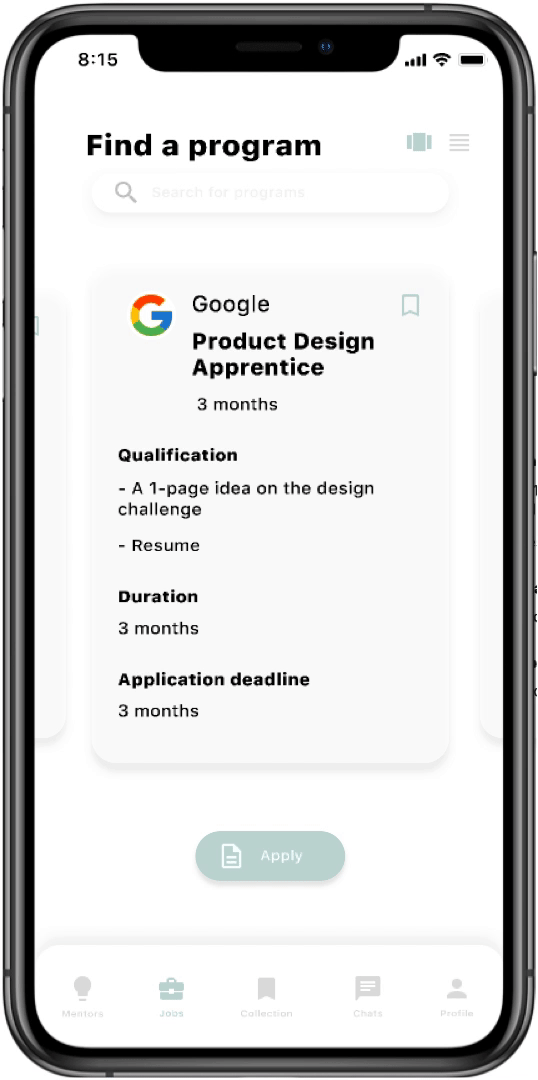 8:15
Find a program
Search for programs
Google
Product Design
Apprentice
3 months
Qualification
- A 1-page idea on the design
challenge
- Resume
Duration
3 months
Application deadline
3 months
Apply
Mentors
Jobs
Collection
Chats
Profile